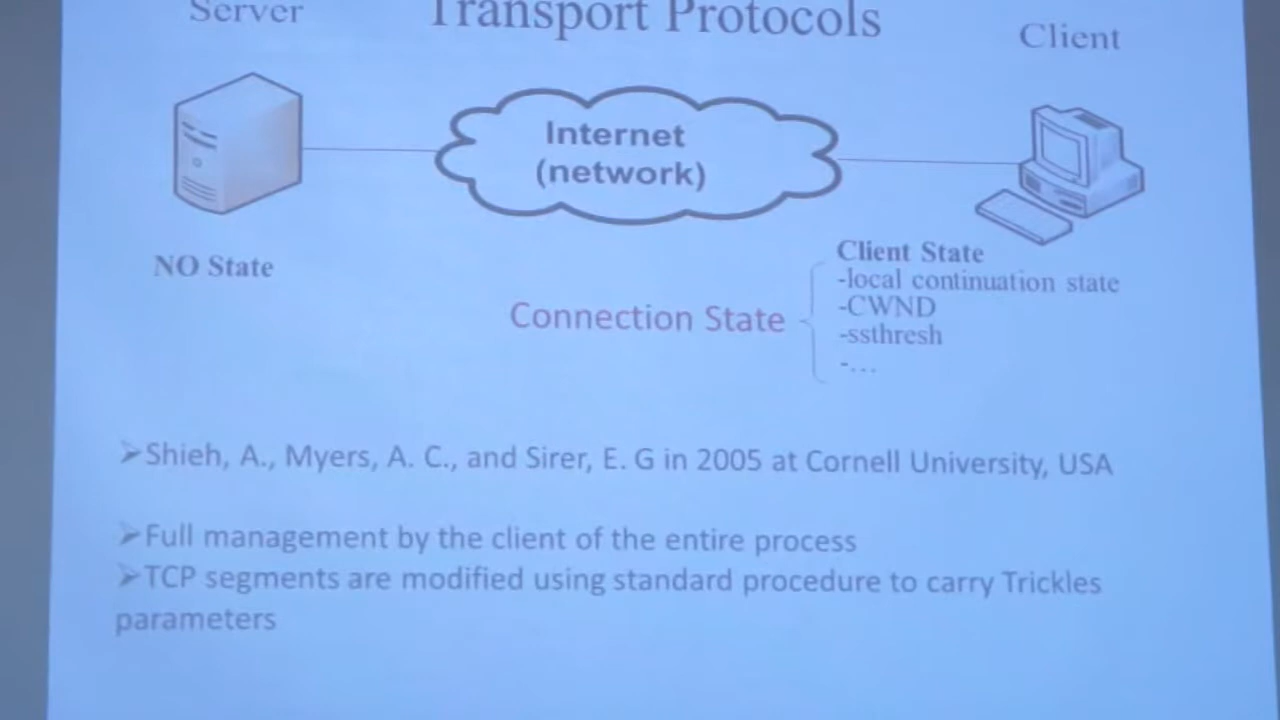 Server
Transport Protocols
Client
Internet
(network)
NO State
Client State
-local continuation state
-CWND
-ssthresh
-...
Connection State
➢Shieh, A., Myers, A. C., and Sirer, E. G in 2005 at Cornell University, USA
➢Full management by the client of the entire process
➢TCP segments are modified using standard procedure to carry Trickles
parameters